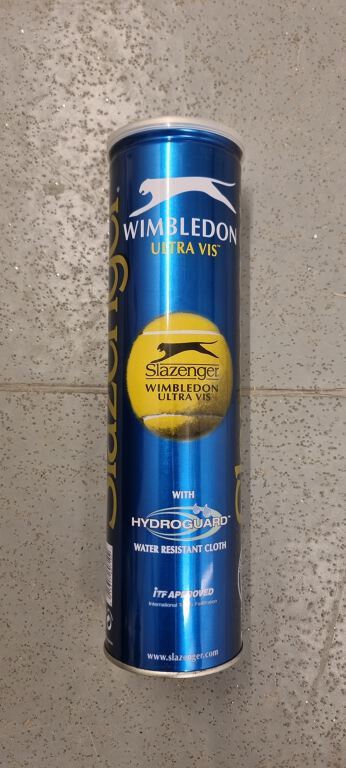 WIMBLEDON
ULTRA VIS™
Slazenger
Slazenger
WIMBLEDON
ULTRA VIS
WITH
HYDROGUARD™
WATER RESISTANT CLOTH
iTF APPROVED
International Tennis Federation
www.slazenger.com